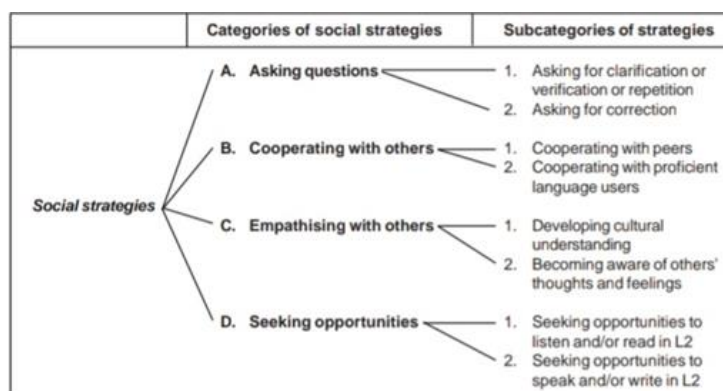 Categories of social strategies Subcategories of strategies
A. Asking questions
1. Asking for clarification or
verification or repetition
2. Asking for correction
B. Cooperating with others
1. Cooperating with peers
2. Cooperating with proficient
language users
Social strategies
C. Empathising with others
1. Developing cultural
understanding
2. Becoming aware of others'
thoughts and feelings
D. Seeking opportunities
1. Seeking opportunities to
listen and/or read in L2
2. Seeking opportunities to
speak and/or write in L2